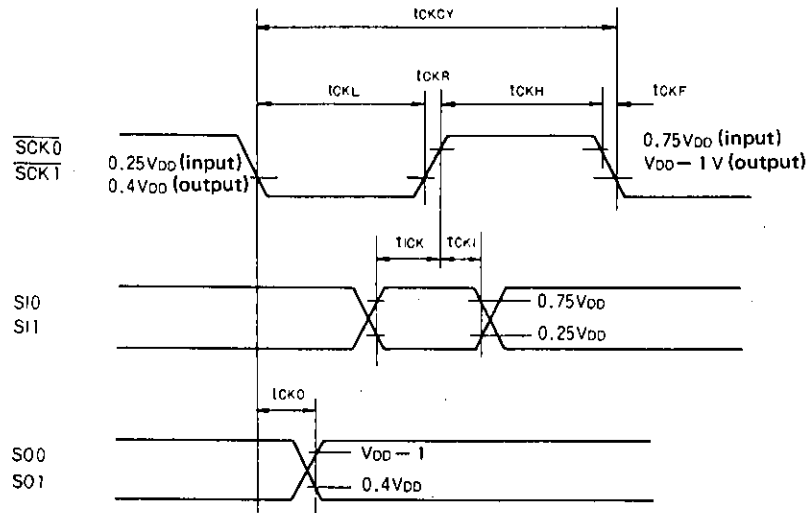 tCKCY
tCKL
tCKR
tCKH
tCKF
SCK0
SCK1
0.25VDD (input)
0.4VDD (output)
0.75VDD (input)
VDD − 1 V (output)
tICK
tCKI
SI0
SI1
0.75VDD
0.25VDD
tCKO
SO0
SO1
VDD − 1
0.4VDD